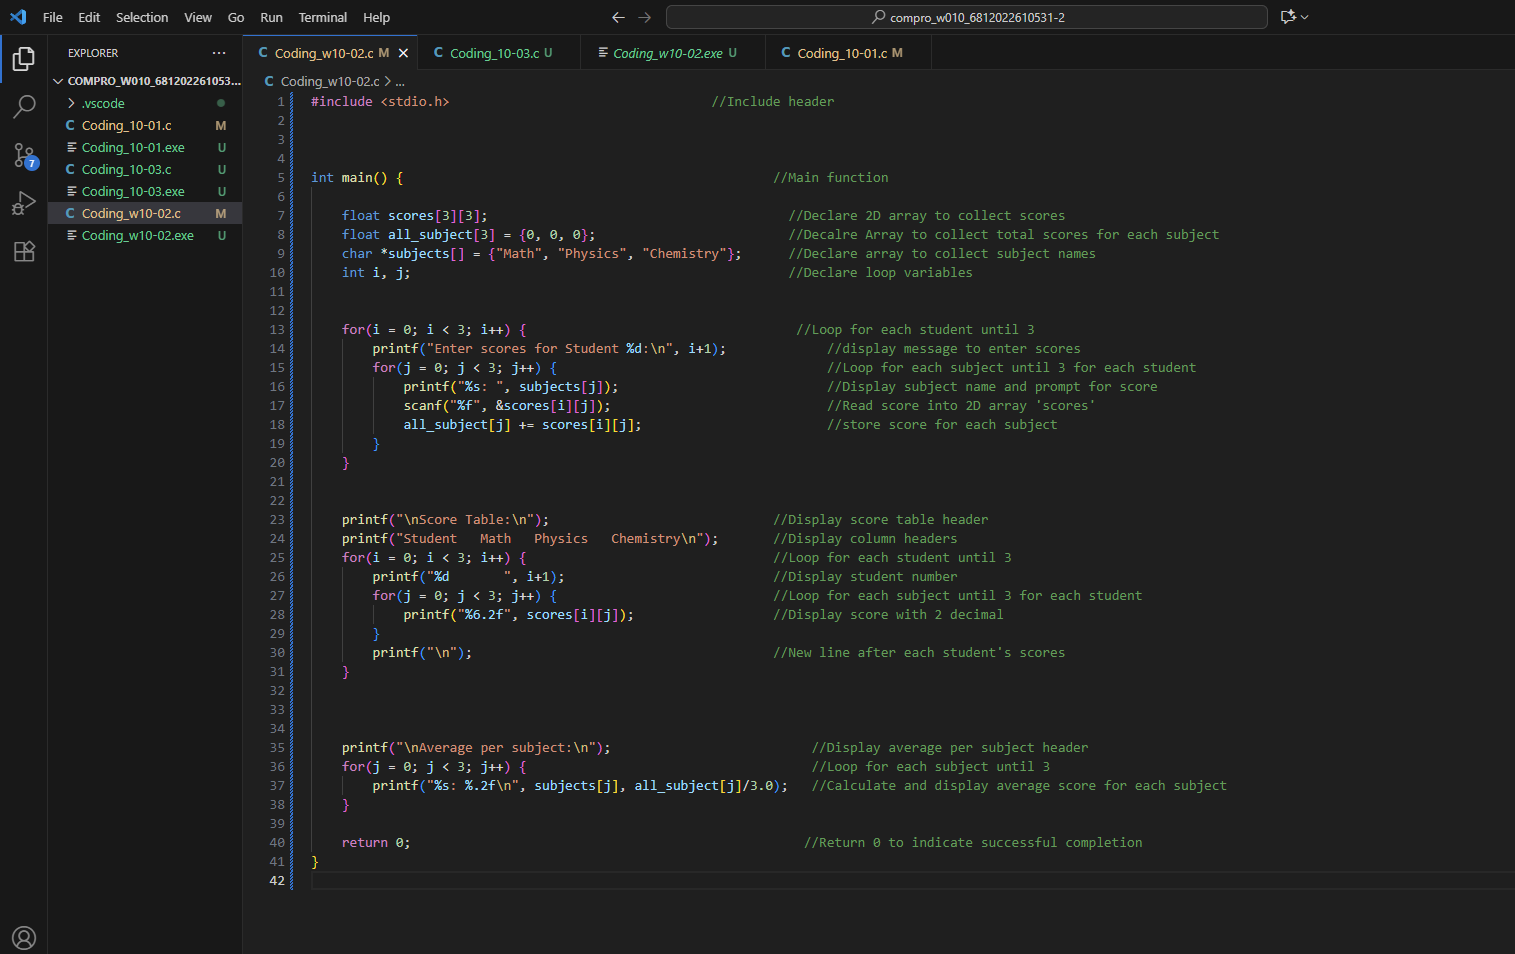 File Edit Selection View Go Run Terminal Help
compro_w010_6812022610531-2
EXPLORER
COMPRO_W010_681202261053...
.vscode
Coding_10-01.c M
Coding_10-01.exe U
Coding_10-03.c U
Coding_10-03.exe U
Coding_w10-02.c M
Coding_w10-02.exe U
7
Coding_w10-02.c M
Coding_10-03.c U
Coding_w10-02.exe U
Coding_10-01.c M
Coding_w10-02.c > ...
1 #include <stdio.h> //Include header
2
3
4
5 int main() { //Main function
6
7 float scores[3][3]; //Declare 2D array to collect scores
8 float all_subject[3] = {0, 0, 0}; //Decalre Array to collect total scores for each subject
9 char *subjects[] = {"Math", "Physics", "Chemistry"}; //Declare array to collect subject names
10 int i, j; //Declare loop variables
11
12
13 for(i = 0; i < 3; i++) { //Loop for each student until 3
14 printf("Enter scores for Student %d:\n", i+1); //display message to enter scores
15 for(j = 0; j < 3; j++) { //Loop for each subject until 3 for each student
16 printf("%s: ", subjects[j]); //Display subject name and prompt for score
17 scanf("%f", &scores[i][j]); //Read score into 2D array 'scores'
18 all_subject[j] += scores[i][j]; //store score for each subject
19 }
20 }
21
22
23 printf("\nScore Table:\n"); //Display score table header
24 printf("Student   Math   Physics   Chemistry\n"); //Display column headers
25 for(i = 0; i < 3; i++) { //Loop for each student until 3
26 printf("%d       ", i+1); //Display student number
27 for(j = 0; j < 3; j++) { //Loop for each subject until 3 for each student
28 printf("%6.2f", scores[i][j]); //Display score with 2 decimal
29 }
30 printf("\n"); //New line after each student's scores
31 }
32
33
34
35 printf("\nAverage per subject:\n"); //Display average per subject header
36 for(j = 0; j < 3; j++) { //Loop for each subject until 3
37 printf("%s: %.2f\n", subjects[j], all_subject[j]/3.0); //Calculate and display average score for each subject
38 }
39
40 return 0; //Return 0 to indicate successful completion
41 }
42